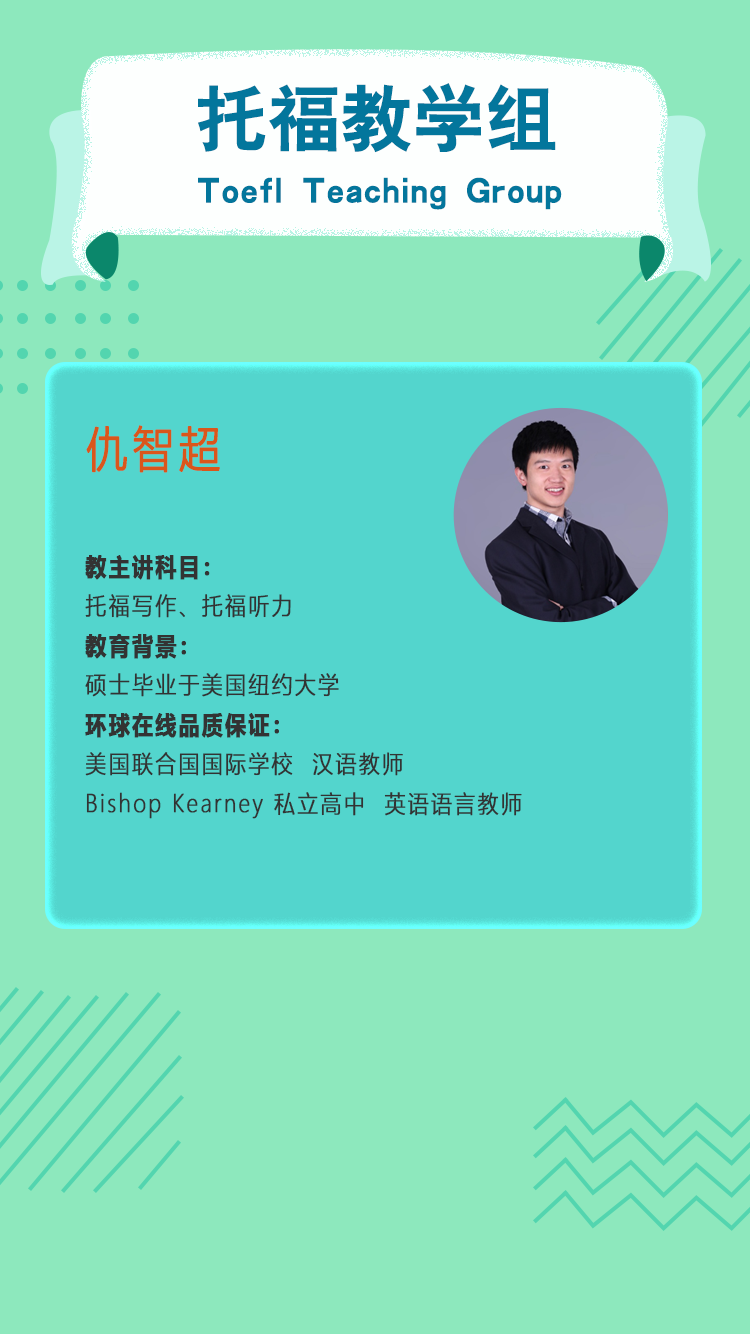 托福教学组
Toefl Teaching Group
仇智超
教主讲科目：
托福写作、托福听力
教育背景：
硕士毕业于美国纽约大学
环球在线品质保证：
美国联合国国际学校 汉语教师
Bishop Kearney 私立高中 英语语言教师